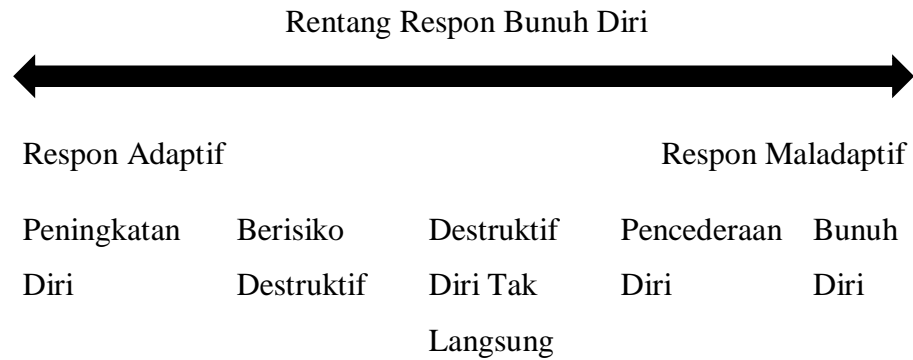 Rentang Respon Bunuh Diri
Respon Adaptif Respon Maladaptif
Peningkatan Berisiko Destruktif Pencederaan Bunuh
Diri Destruktif Diri Tak Diri Diri
Langsung